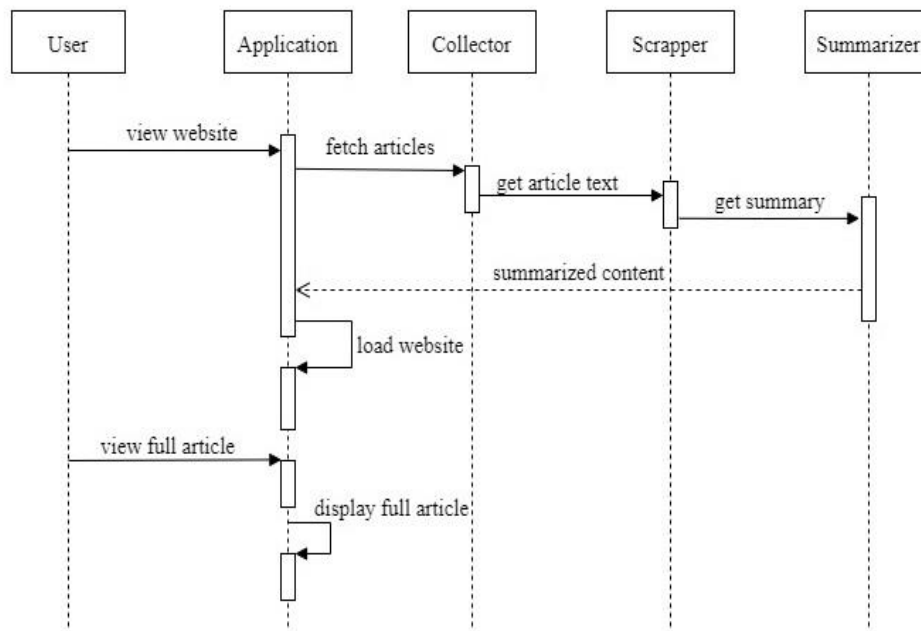 User
Application
Collector
Scrapper
Summarizer
view website
fetch articles
get article text
get summary
summarized content
load website
view full article
display full article